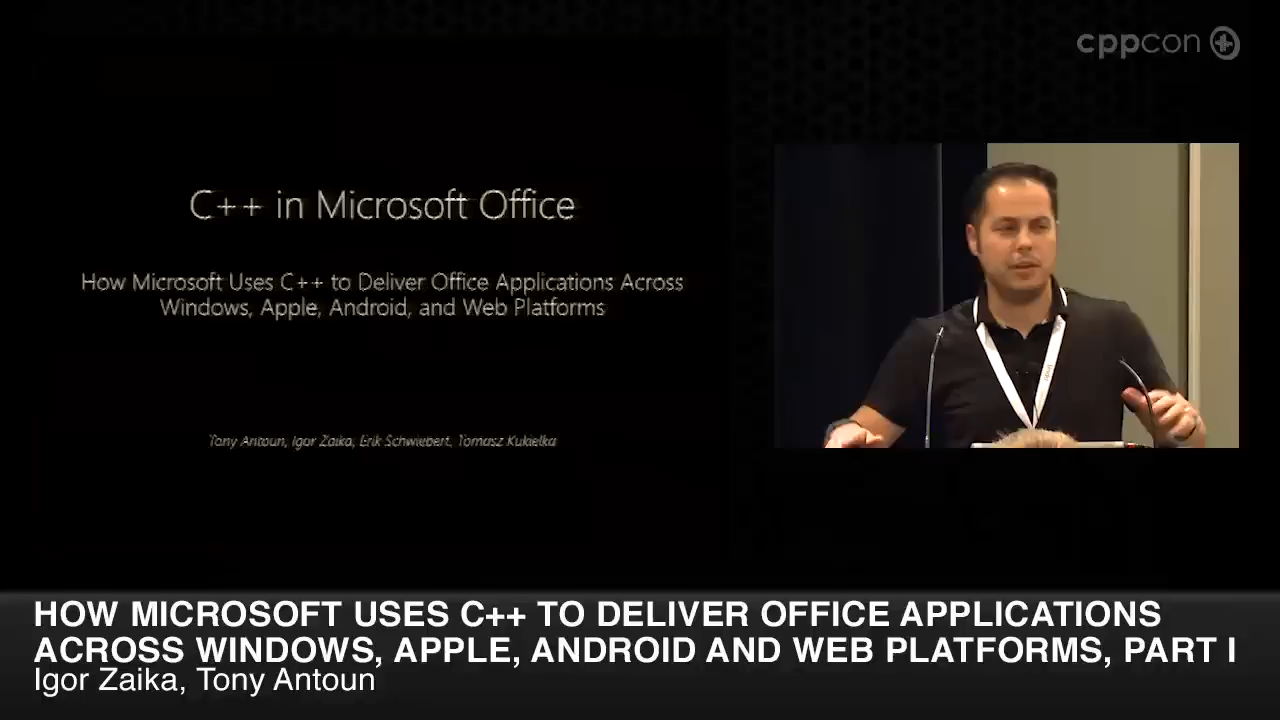 cppcon
C++ in Microsoft Office
How Microsoft Uses C++ to Deliver Office Applications Across
Windows, Apple, Android, and Web Platforms
Tony Antoun, Igor Zaika, Erik Schwiebert, Tomasz Kukielka
HOW MICROSOFT USES C++ TO DELIVER OFFICE APPLICATIONS
ACROSS WINDOWS, APPLE, ANDROID AND WEB PLATFORMS, PART I
Igor Zaika, Tony Antoun